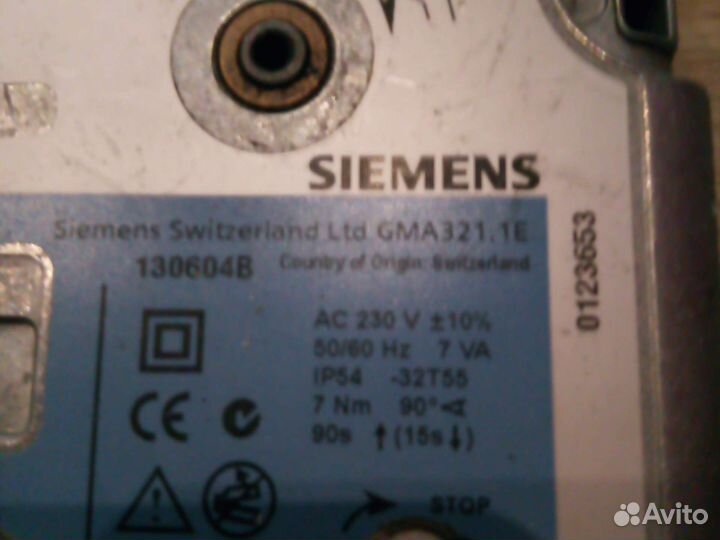 SIEMENS
Siemens Switzerland Ltd GMA321.1E
130604B Country of Origin: Switzerland
0123653
AC 230 V ±10%
50/60 Hz 7 VA
IP54 -32T55
7 Nm 90°
90s (15s)
CE
STOP
Avito